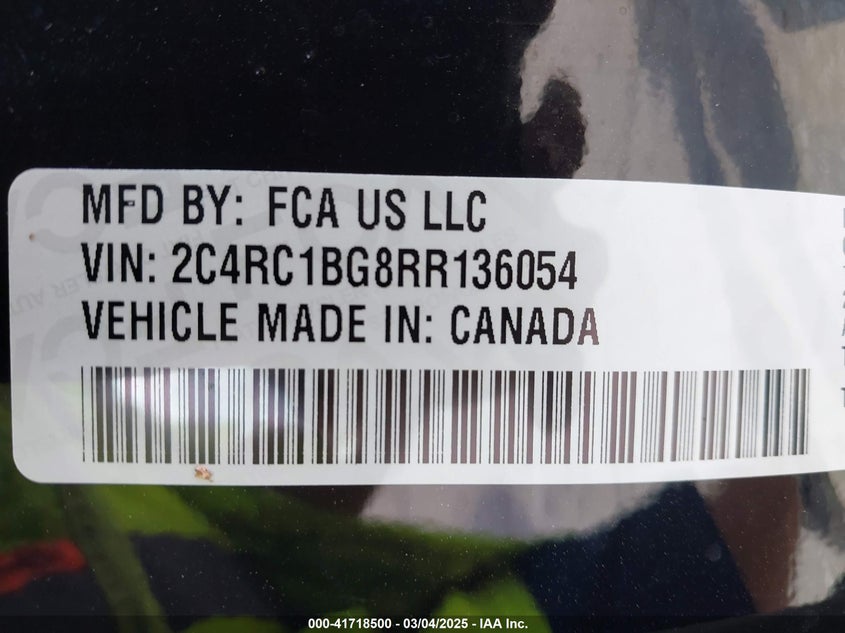 MFD BY: FCA US LLC
VIN: 2C4RC1BG8RR136054
VEHICLE MADE IN: CANADA
000-41718500 - 03/04/2025 - IAA Inc.